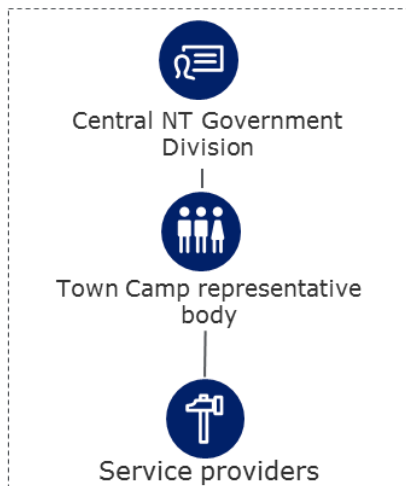 Central NT Government
Division
Town Camp representative
body
Service providers